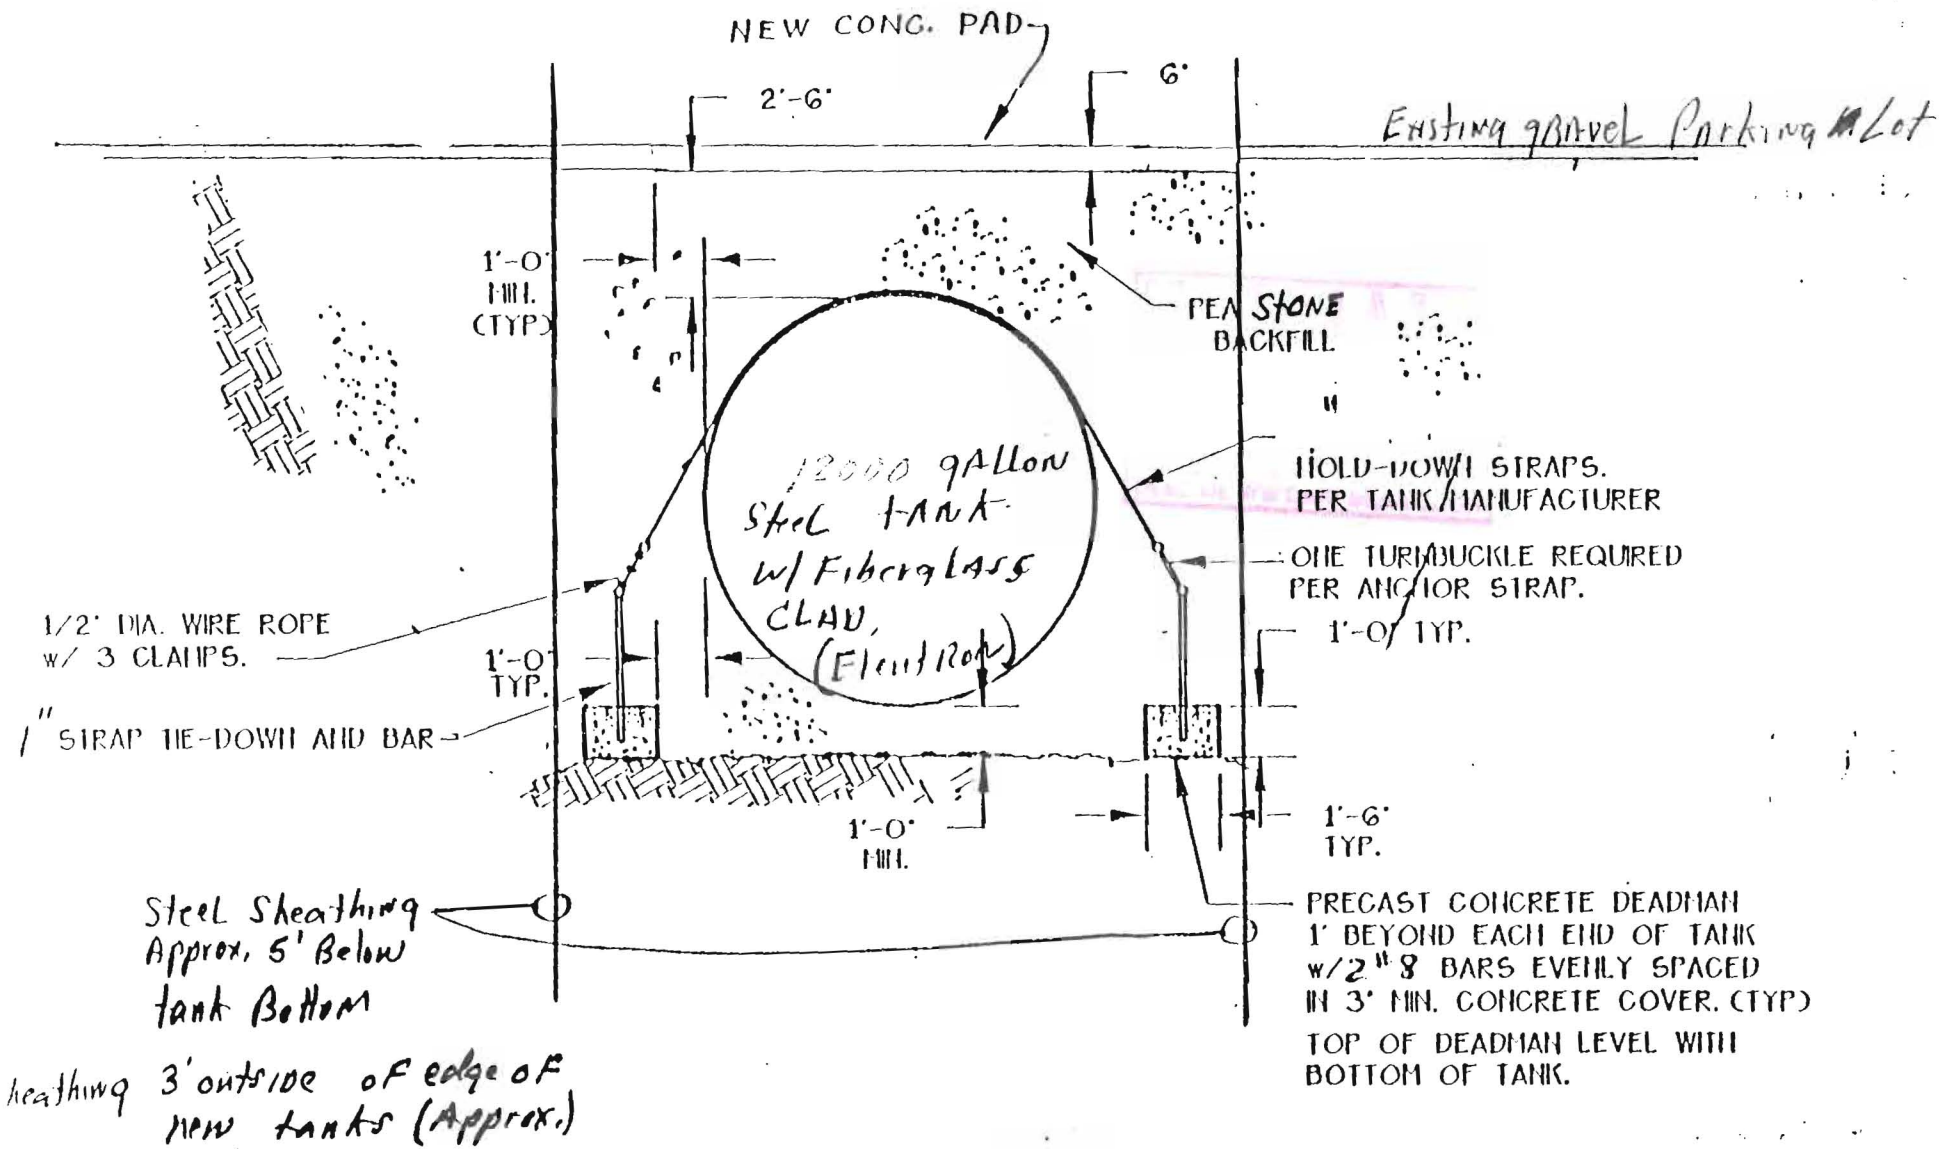 NEW CONC. PAD
2'-6"
6"
Existing gravel Parking Lot
1'-0"
MIN.
(TYP)
PEA STONE
BACKFILL
"
12000 gallon
Steel tank
w/ Fiberglass
CLAD,
HOLD-DOWN STRAPS.
PER TANK MANUFACTURER
ONE TURNBUCKLE REQUIRED
PER ANCHOR STRAP.
1/2" DIA. WIRE ROPE
w/ 3 CLAMPS.
1'-0" TYP.
1'-0"
TYP.
1" STRAP TIE-DOWN AND BAR
1'-0"
MIN.
1'-6"
TYP.
Steel Sheathing
Approx. 5' Below
tank Bottom
PRECAST CONCRETE DEADMAN
1' BEYOND EACH END OF TANK
w/2 #8 BARS EVENLY SPACED
IN 3" MIN. CONCRETE COVER. (TYP)
TOP OF DEADMAN LEVEL WITH
BOTTOM OF TANK.
heathing 3' outside of edge of
new tanks (Approx.)